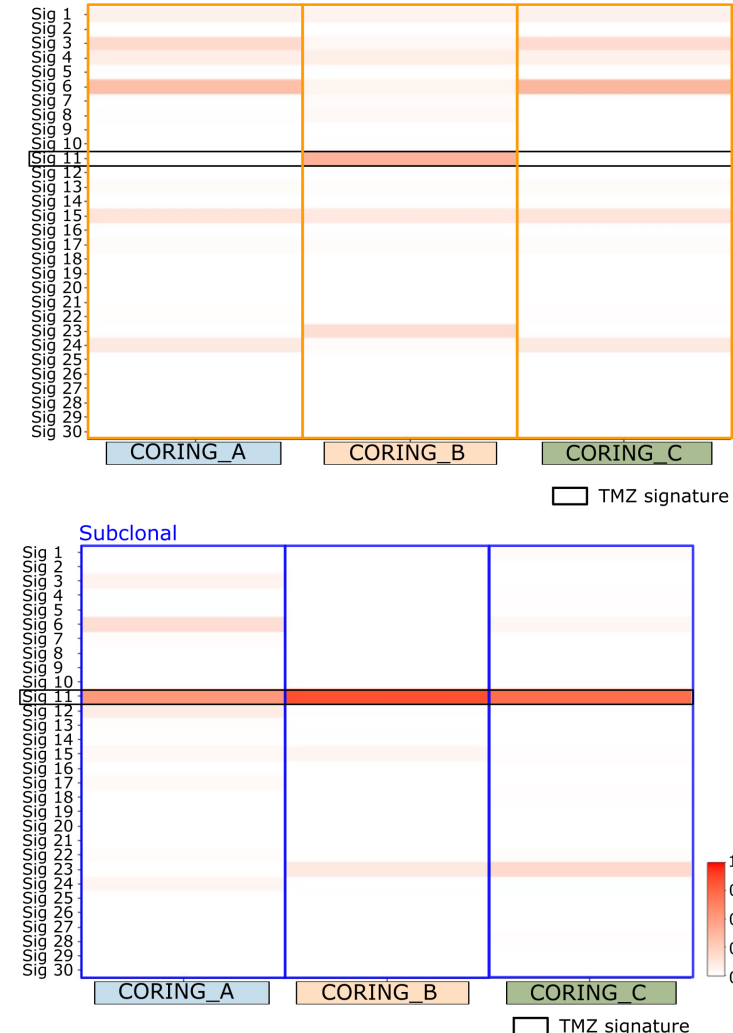 Sig 1
Sig 2
Sig 3
Sig 4
Sig 5
Sig 6
Sig 7
Sig 8
Sig 9
Sig 10
Sig 11
Sig 12
Sig 13
Sig 14
Sig 15
Sig 16
Sig 17
Sig 18
Sig 19
Sig 20
Sig 21
Sig 22
Sig 23
Sig 24
Sig 25
Sig 26
Sig 27
Sig 28
Sig 29
Sig 30
CORING_A CORING_B CORING_C
TMZ signature
Subclonal
Sig 1
Sig 2
Sig 3
Sig 4
Sig 5
Sig 6
Sig 7
Sig 8
Sig 9
Sig 10
Sig 11
Sig 12
Sig 13
Sig 14
Sig 15
Sig 16
Sig 17
Sig 18
Sig 19
Sig 20
Sig 21
Sig 22
Sig 23
Sig 24
Sig 25
Sig 26
Sig 27
Sig 28
Sig 29
Sig 30
CORING_A CORING_B CORING_C
TMZ signature